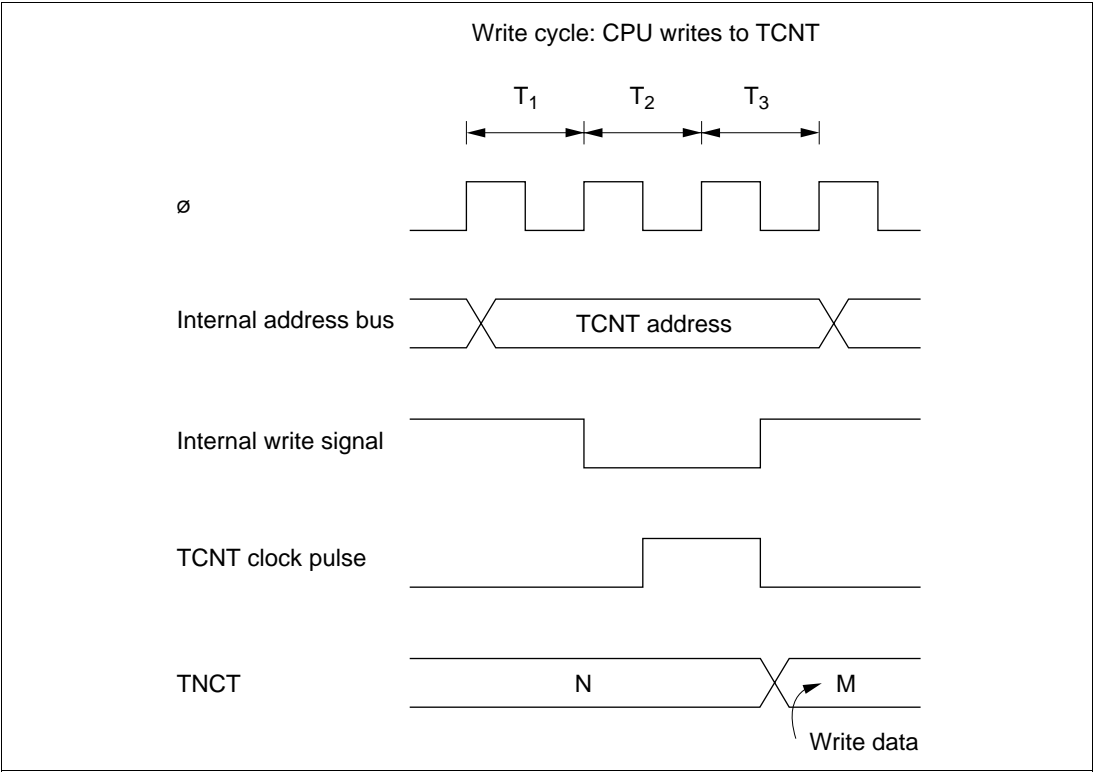 Write cycle: CPU writes to TCNT
T1 T2 T3
ø
Internal address bus TCNT address
Internal write signal
TCNT clock pulse
TNCT N M
Write data